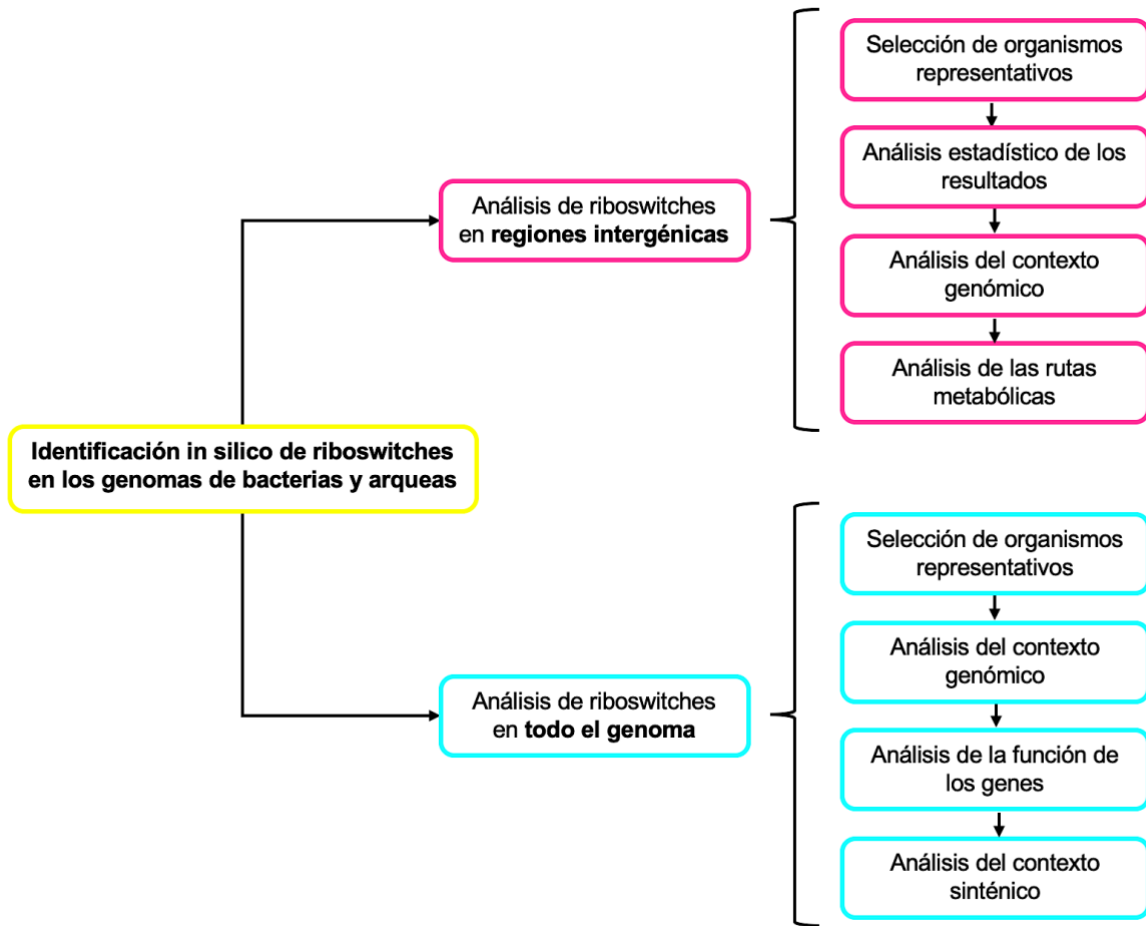 Selección de organismos
representativos
Análisis estadístico de los
resultados
Análisis de riboswitches
en regiones intergénicas
Análisis del contexto
genómico
Análisis de las rutas
metabólicas
Identificación in silico de riboswitches
en los genomas de bacterias y arqueas
Selección de organismos
representativos
Análisis del contexto
genómico
Análisis de riboswitches
en todo el genoma
Análisis de la función de
los genes
Análisis del contexto
sinténico